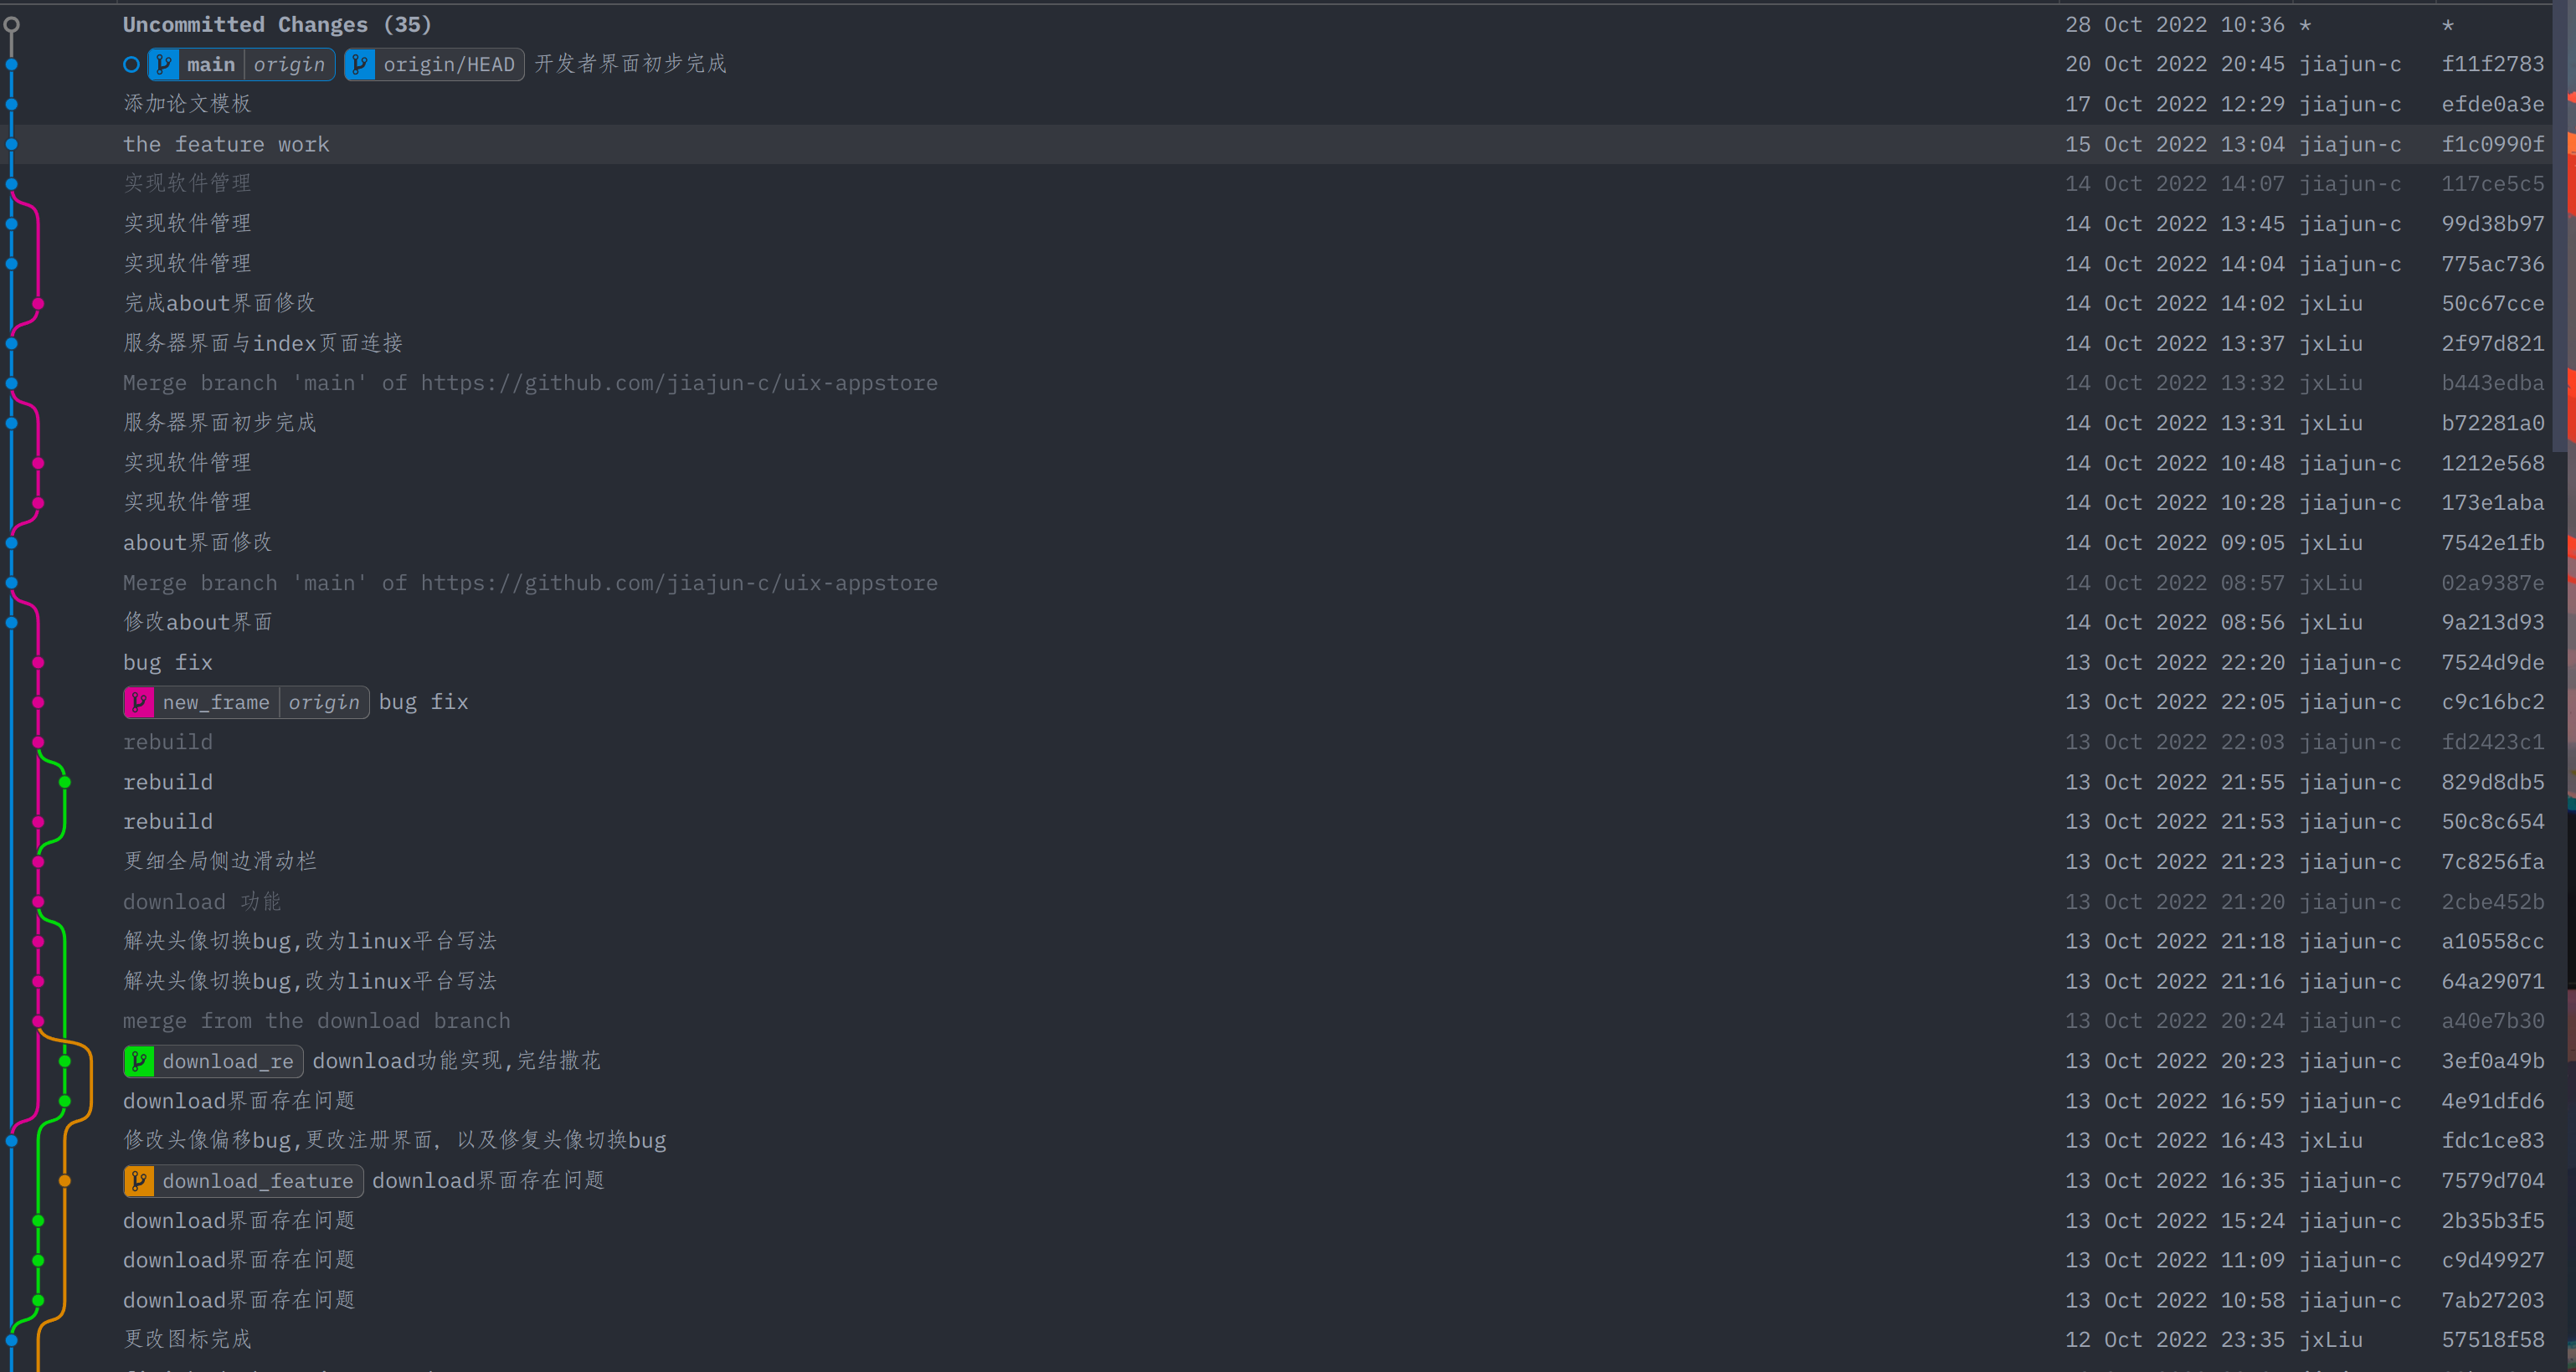 Uncommitted Changes (35) 28 Oct 2022 10:36 * *
main origin origin/HEAD 开发者界面初步完成 20 Oct 2022 20:45 jiajun-c f11f2783
添加论文模板 17 Oct 2022 12:29 jiajun-c efde0a3e
the feature work 15 Oct 2022 13:04 jiajun-c f1c0990f
实现软件管理 14 Oct 2022 14:07 jiajun-c 117ce5c5
实现软件管理 14 Oct 2022 13:45 jiajun-c 99d38b97
实现软件管理 14 Oct 2022 14:04 jiajun-c 775ac736
完成about界面修改 14 Oct 2022 14:02 jxLiu 50c67cce
服务器界面与index页面连接 14 Oct 2022 13:37 jxLiu 2f97d821
Merge branch 'main' of https://github.com/jiajun-c/uix-appstore 14 Oct 2022 13:32 jxLiu b443edba
服务器界面初步完成 14 Oct 2022 13:31 jxLiu b72281a0
实现软件管理 14 Oct 2022 10:48 jiajun-c 1212e568
实现软件管理 14 Oct 2022 10:28 jiajun-c 173e1aba
about界面修改 14 Oct 2022 09:05 jxLiu 7542e1fb
Merge branch 'main' of https://github.com/jiajun-c/uix-appstore 14 Oct 2022 08:57 jxLiu 02a9387e
修改about界面 14 Oct 2022 08:56 jxLiu 9a213d93
bug fix 13 Oct 2022 22:20 jiajun-c 7524d9de
new_frame origin bug fix 13 Oct 2022 22:05 jiajun-c c9c16bc2
rebuild 13 Oct 2022 22:03 jiajun-c fd2423c1
rebuild 13 Oct 2022 21:55 jiajun-c 829d8db5
rebuild 13 Oct 2022 21:53 jiajun-c 50c8c654
更细全局侧边滑动栏 13 Oct 2022 21:23 jiajun-c 7c8256fa
download 功能 13 Oct 2022 21:20 jiajun-c 2cbe452b
解决头像切换bug,改为linux平台写法 13 Oct 2022 21:18 jiajun-c a10558cc
解决头像切换bug,改为linux平台写法 13 Oct 2022 21:16 jiajun-c 64a29071
merge from the download branch 13 Oct 2022 20:24 jiajun-c a40e7b30
download_re download功能实现,完结撒花 13 Oct 2022 20:23 jiajun-c 3ef0a49b
download界面存在问题 13 Oct 2022 16:59 jiajun-c 4e91dfd6
修改头像偏移bug,更改注册界面，以及修复头像切换bug 13 Oct 2022 16:43 jxLiu fdc1ce83
download_feature download界面存在问题 13 Oct 2022 16:35 jiajun-c 7579d704
download界面存在问题 13 Oct 2022 15:24 jiajun-c 2b35b3f5
download界面存在问题 13 Oct 2022 11:09 jiajun-c c9d49927
download界面存在问题 13 Oct 2022 10:58 jiajun-c 7ab27203
更改图标完成 12 Oct 2022 23:35 jxLiu 57518f58